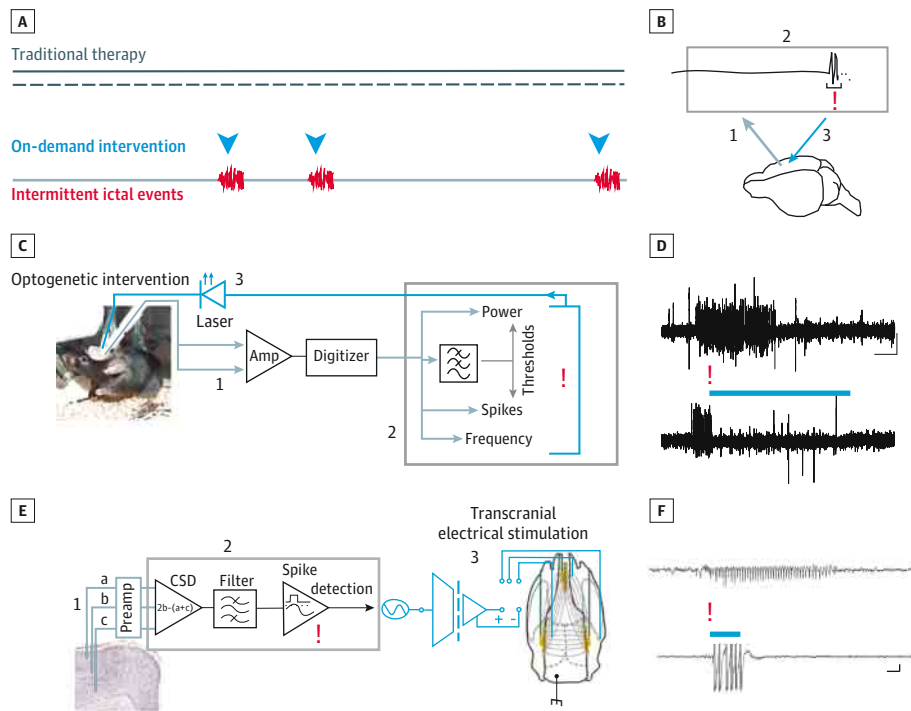 A
Traditional therapy
On-demand intervention
Intermittent ictal events
B
2
!
1
3
C
Optogenetic intervention
3
Laser
Amp
Digitizer
1
2
Power
Thresholds
!
Spikes
Frequency
D
!
E
2
1
a
b
c
Preamp
CSD
2b-(a+c)
Filter
Spike
detection
!
Transcranial
electrical stimulation
3
+ -
F
!